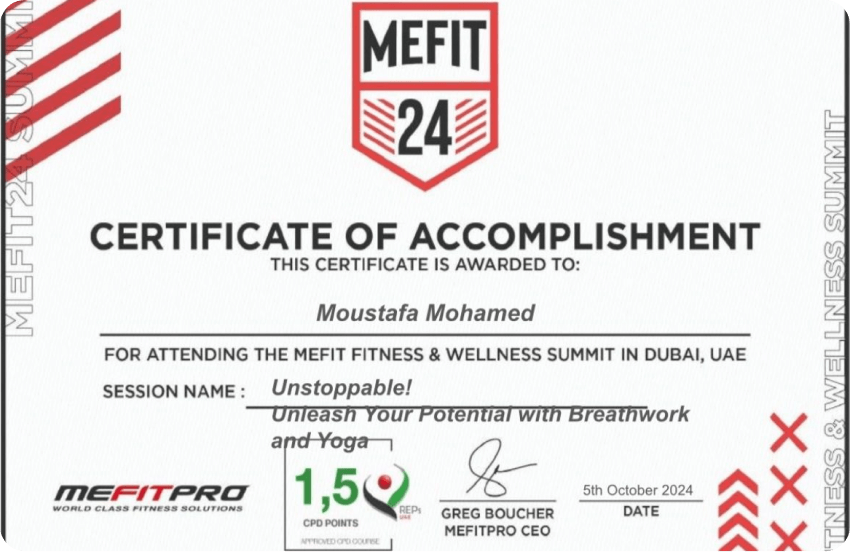 MEFIT
24
MEFIT24 SUMMIT
CERTIFICATE OF ACCOMPLISHMENT
THIS CERTIFICATE IS AWARDED TO:
Moustafa Mohamed
FOR ATTENDING THE MEFIT FITNESS & WELLNESS SUMMIT IN DUBAI, UAE
SESSION NAME : Unstoppable!
Unleash Your Potential with Breathwork
and Yoga
MEFITPRO
WORLD CLASS FITNESS SOLUTIONS
1,5
CPD POINTS
REPs
UAE
APPROVED CPD COURSE
GREG BOUCHER
MEFITPRO CEO
5th October 2024
DATE
TNESS & WELLNESS SUMMIT